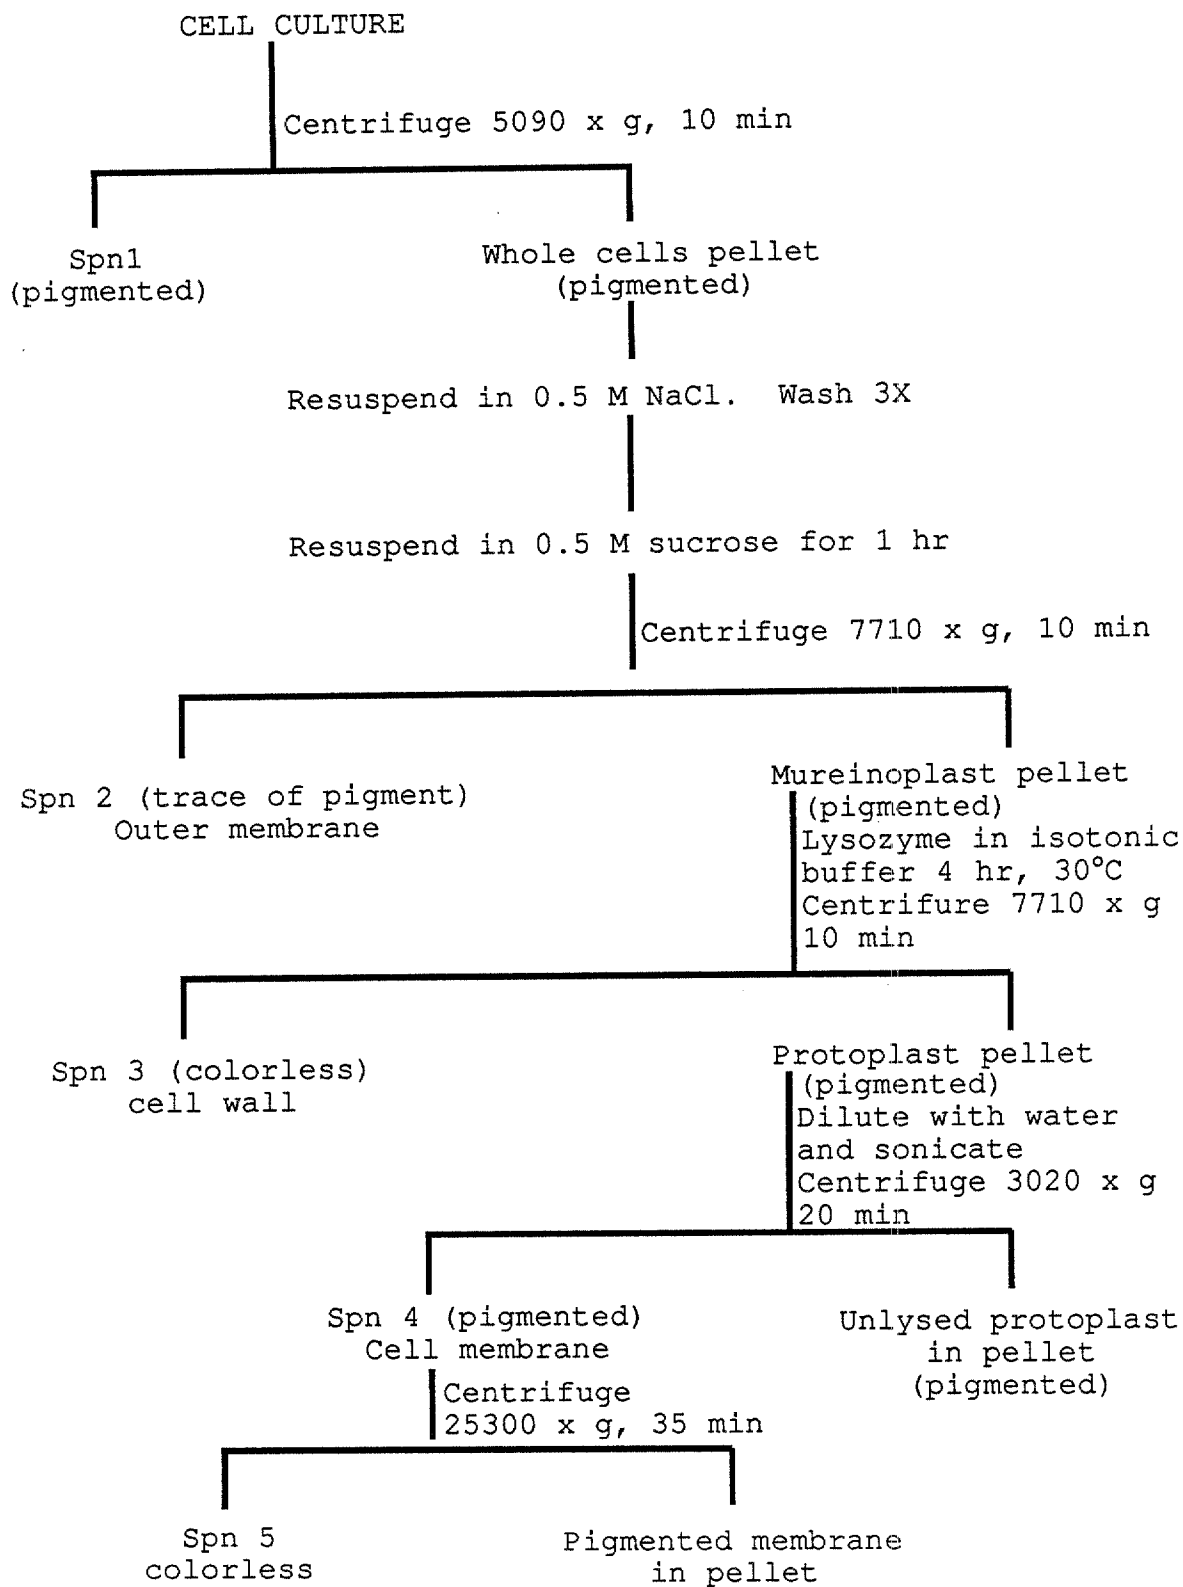 CELL CULTURE
Centrifuge 5090 x g, 10 min
Spn1
(pigmented)
Whole cells pellet
(pigmented)
Resuspend in 0.5 M NaCl. Wash 3X
Resuspend in 0.5 M sucrose for 1 hr
Centrifuge 7710 x g, 10 min
Spn 2 (trace of pigment)
Outer membrane
Mureinoplast pellet
(pigmented)
Lysozyme in isotonic
buffer 4 hr, 30°C
Centrifure 7710 x g
10 min
Spn 3 (colorless)
cell wall
Protoplast pellet
(pigmented)
Dilute with water
and sonicate
Centrifuge 3020 x g
20 min
Spn 4 (pigmented)
Cell membrane
Unlysed protoplast
in pellet
(pigmented)
Centrifuge
25300 x g, 35 min
Spn 5
colorless
Pigmented membrane
in pellet